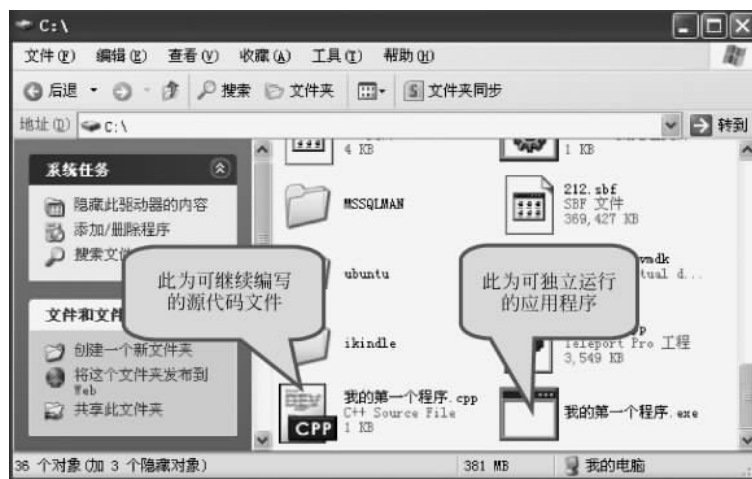 C:\
文件(F) 编辑(E) 查看(V) 收藏(A) 工具(T) 帮助(H)
后退 搜索 文件夹 S 文件夹同步
地址(D) C:\ 转到
系统任务
隐藏此驱动器的内容
添加/删除程序
搜索文
文件和文件
创建一个新文件夹
将这个文件夹发布到
Web
共享此文件夹
4 KB
1 KB
MSSQLMAN
212.sbf
SBF 文件
369,427 KB
ubuntu
vmdk
tual d...
ikindle
Teleport Pro 工程
3,549 KB
此为可继续编写
的源代码文件
此为可独立运行
的应用程序
DEV
CPP
我的第一个程序.cpp
C++ Source File
1 KB
我的第一个程序.exe
36 个对象(加 3 个隐藏对象) 381 MB 我的电脑